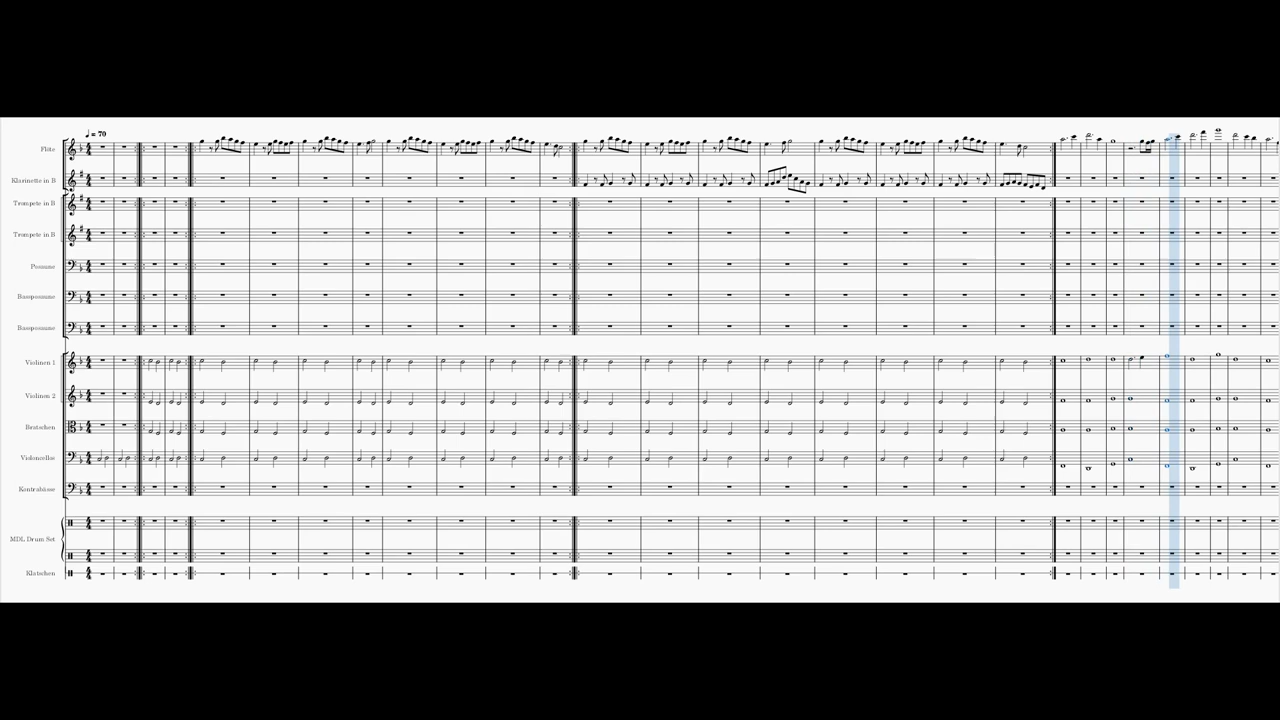 ♩ = 70
Flöte
Klarinette in B
Trompete in B
Trompete in B
Posaune
Bassposaune
Bassposaune
Violinen 1
Violinen 2
Bratschen
Violoncellos
Kontrabässe
MDL Drum Set
Klatschen